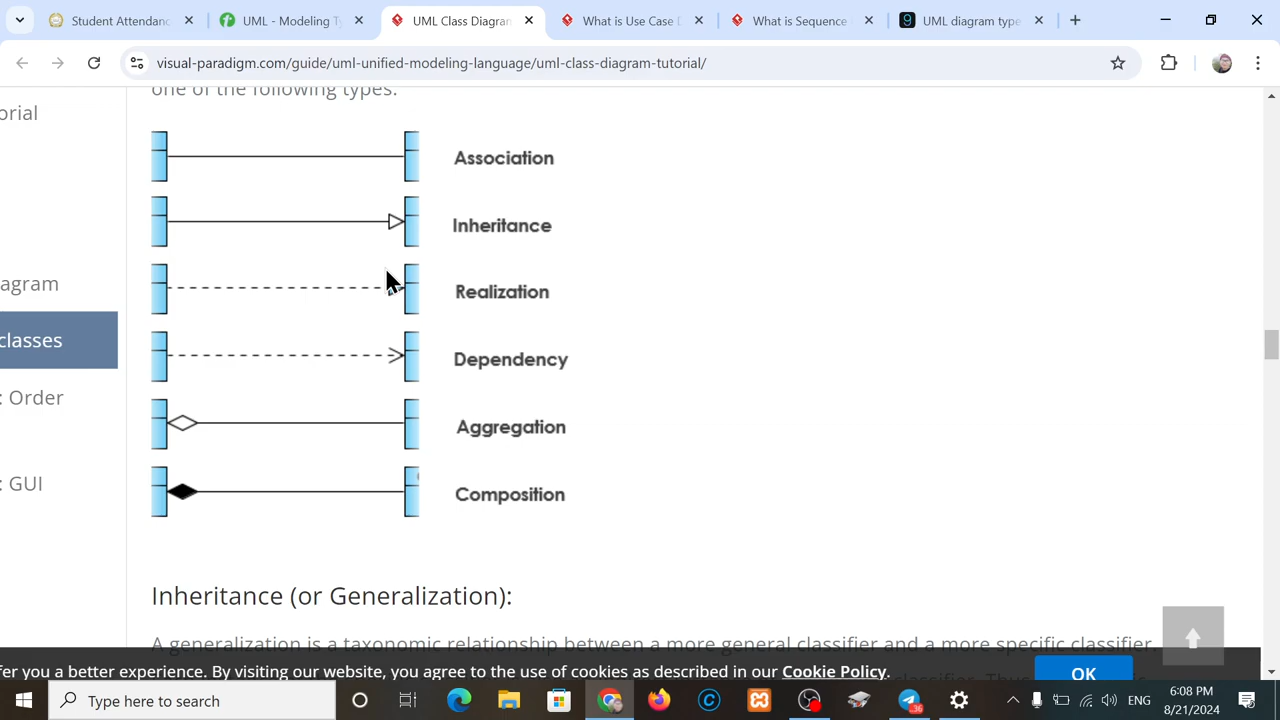 Student Attendanc
UML - Modeling Ty
UML Class Diagran
What is Use Case D
What is Sequence
UML diagram type
visual-paradigm.com/guide/uml-unified-modeling-language/uml-class-diagram-tutorial/
one of the following types.
orial
Association
Inheritance
agram
Realization
classes
Dependency
: Order
Aggregation
: GUI
Composition
Inheritance (or Generalization):
A generalization is a taxonomic relationship between a more general classifier and a more specific classifier.
fer you a better experience. By visiting our website, you agree to the use of cookies as described in our Cookie Policy.
OK
Type here to search
36
ENG
6:08 PM
8/21/2024